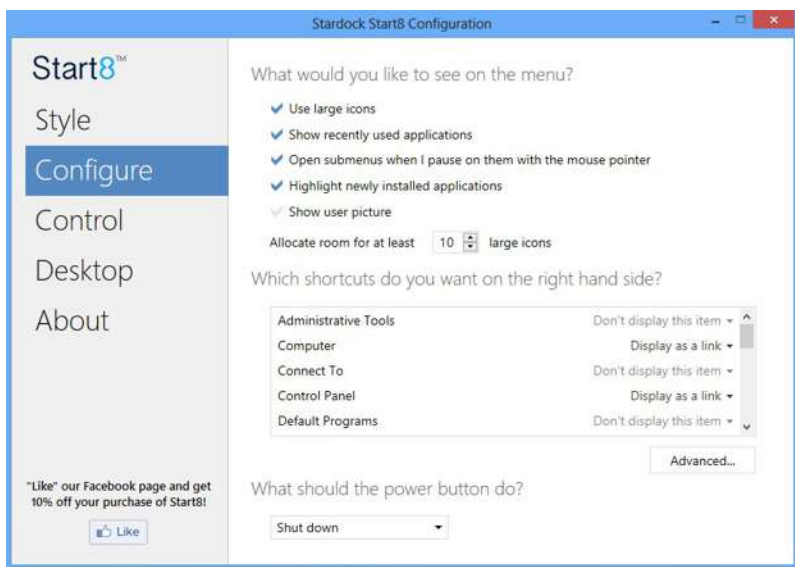 Stardock Start8 Configuration
Start8™
Style
Configure
Control
Desktop
About
"Like" our Facebook page and get
10% off your purchase of Start8!
Like
What would you like to see on the menu?
Use large icons
Show recently used applications
Open submenus when I pause on them with the mouse pointer
Highlight newly installed applications
Show user picture
Allocate room for at least 10 large icons
Which shortcuts do you want on the right hand side?
Administrative Tools Don't display this item
Computer Display as a link
Connect To Don't display this item
Control Panel Display as a link
Default Programs Don't display this item
Advanced...
What should the power button do?
Shut down